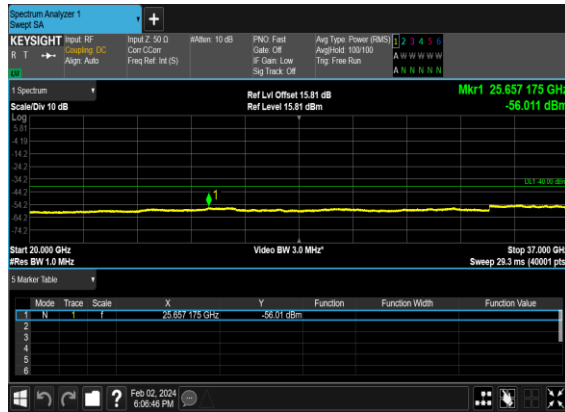 Spectrum Analyzer 1
Swept SA
+
KEYSIGHT Input: RF Input Z: 50 Ω #Atten: 10 dB PNO: Fast Avg Type: Power (RMS) 1 2 3 4 5 6
R T Coupling: DC Corr CCorr Gate: Off Avg|Hold: 100/100 A W W W W W
Align: Auto Freq Ref: Int (S) IF Gain: Low Trig: Free Run
Sig Track: Off A N N N N N
LXI
1 Spectrum Ref Lvl Offset 15.81 dB Mkr1 25.657 175 GHz
Scale/Div 10 dB Ref Level 15.81 dBm -56.011 dBm
Log
5.81
-4.19
-14.2
-24.2
-34.2
DL1 -40.00 dBm
-44.2
1
-54.2
-64.2
-74.2
Start 20.000 GHz Video BW 3.0 MHz* Stop 37.000 GHz
#Res BW 1.0 MHz Sweep 29.3 ms (40001 pts)
5 Marker Table
Mode Trace Scale X Y Function Function Width Function Value
1 N 1 f 25.657 175 GHz -56.01 dBm
2
3
4
5
6
? Feb 02, 2024
6:06:46 PM